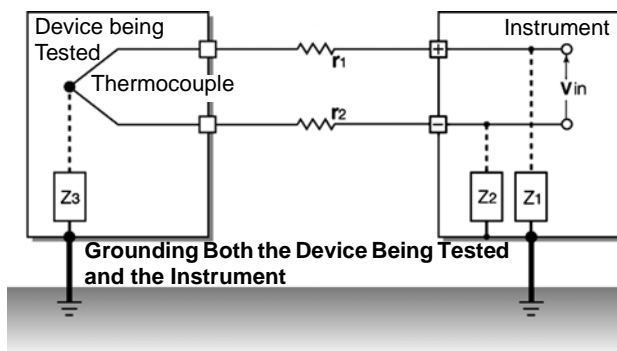 Device being
Tested
Thermocouple
Instrument
r1
r2
+
−
Vin
Z3
Z2
Z1
Grounding Both the Device Being Tested
and the Instrument